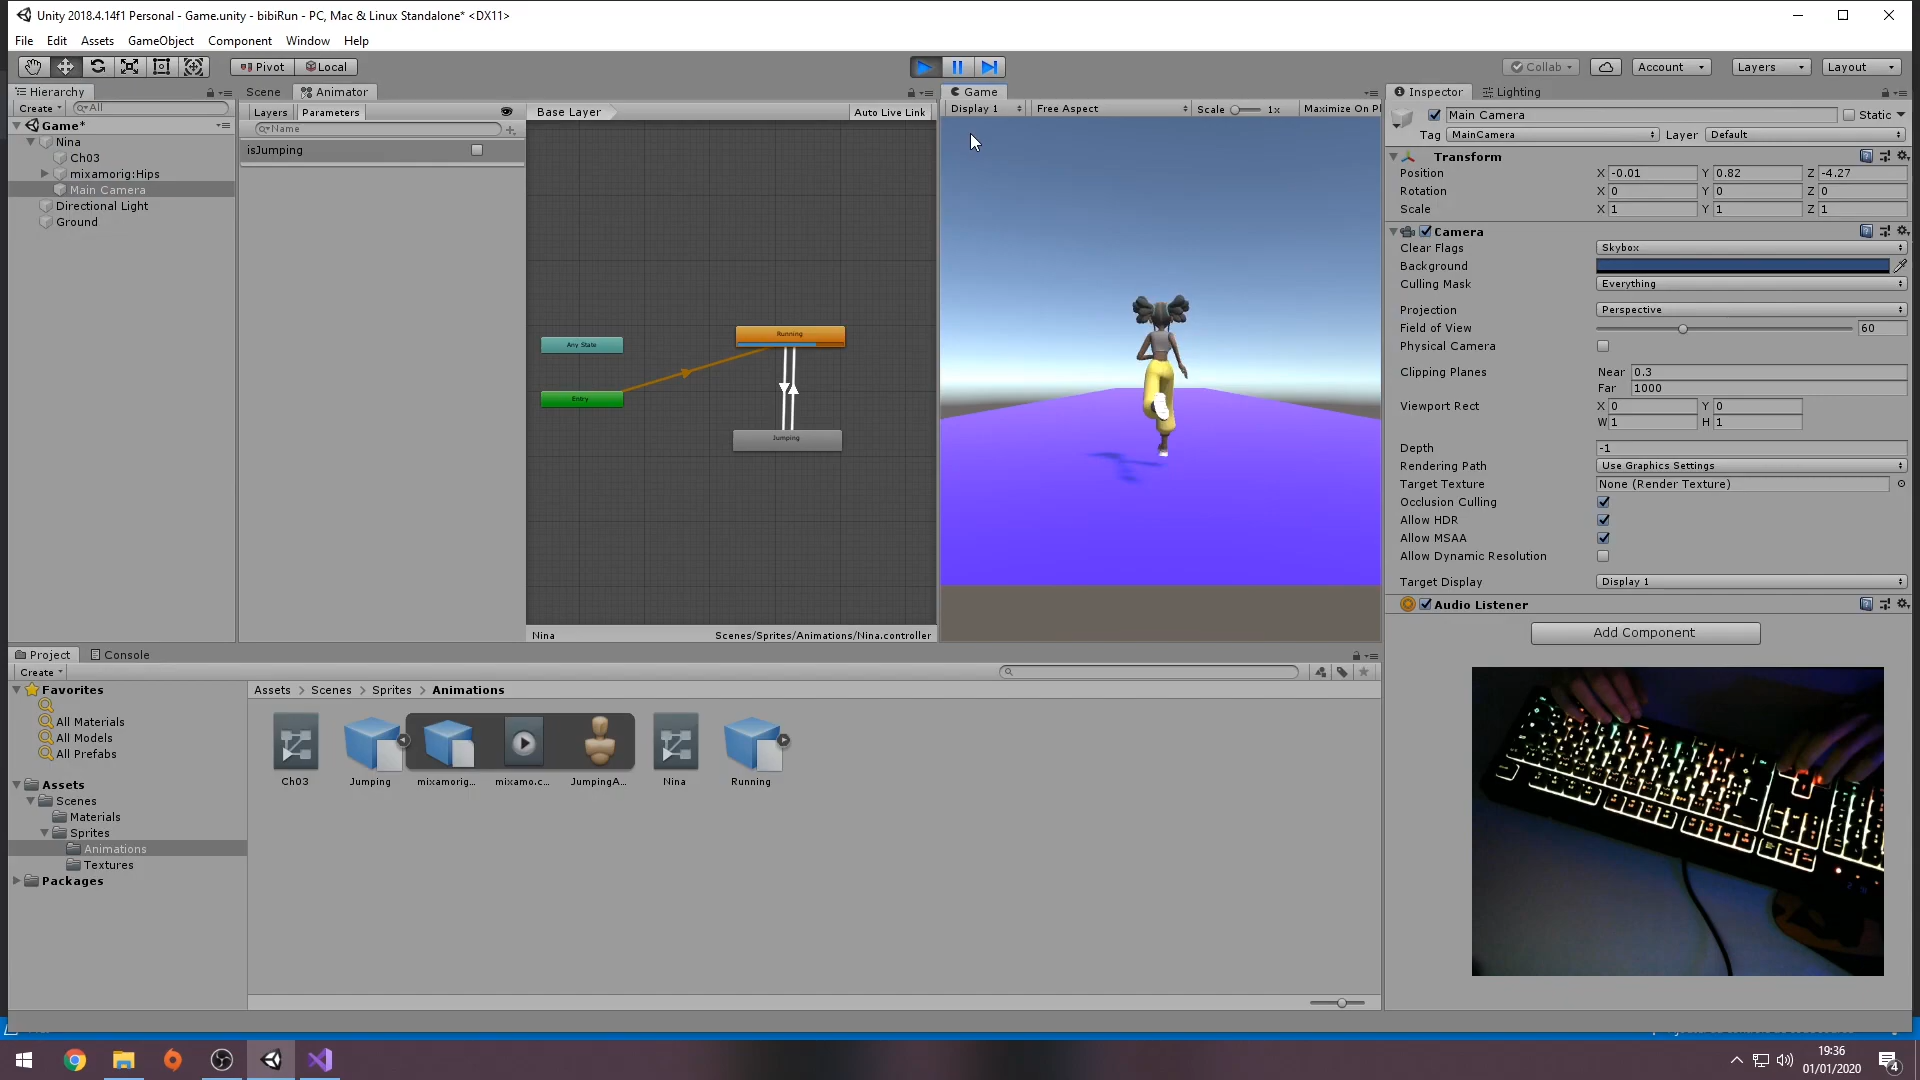 Unity 2018.4.14f1 Personal - Game.unity - bibiRun - PC, Mac & Linux Standalone* <DX11>
File Edit Assets GameObject Component Window Help
Pivot Local Collab Account Layers Layout
Hierarchy Scene Animator Game Inspector Lighting
Create All
Game*
Nina
Ch03
mixamorig:Hips
Main Camera
Directional Light
Ground
Layers Parameters
Name
isJumping
Base Layer Auto Live Link
Any State
Entry
Running
Jumping
Nina Scenes/Sprites/Animations/Nina.controller
Display 1 Free Aspect Scale 1x Maximize On Pl
Main Camera Static
Tag MainCamera Layer Default
Transform
Position X -0.01 Y 0.82 Z -4.27
Rotation X 0 Y 0 Z 0
Scale X 1 Y 1 Z 1
Camera
Clear Flags Skybox
Background
Culling Mask Everything
Projection Perspective
Field of View 60
Physical Camera
Clipping Planes Near 0.3
Far 1000
Viewport Rect X 0 Y 0
W 1 H 1
Depth -1
Rendering Path Use Graphics Settings
Target Texture None (Render Texture)
Occlusion Culling
Allow HDR
Allow MSAA
Allow Dynamic Resolution
Target Display Display 1
Audio Listener
Add Component
Project Console
Create
Favorites
All Materials
All Models
All Prefabs
Assets
Scenes
Materials
Sprites
Animations
Textures
Packages
Assets > Scenes > Sprites > Animations
Ch03 Jumping mixamorig... mixamo.c... JumpingA... Nina Running
19:36
01/01/2020
4